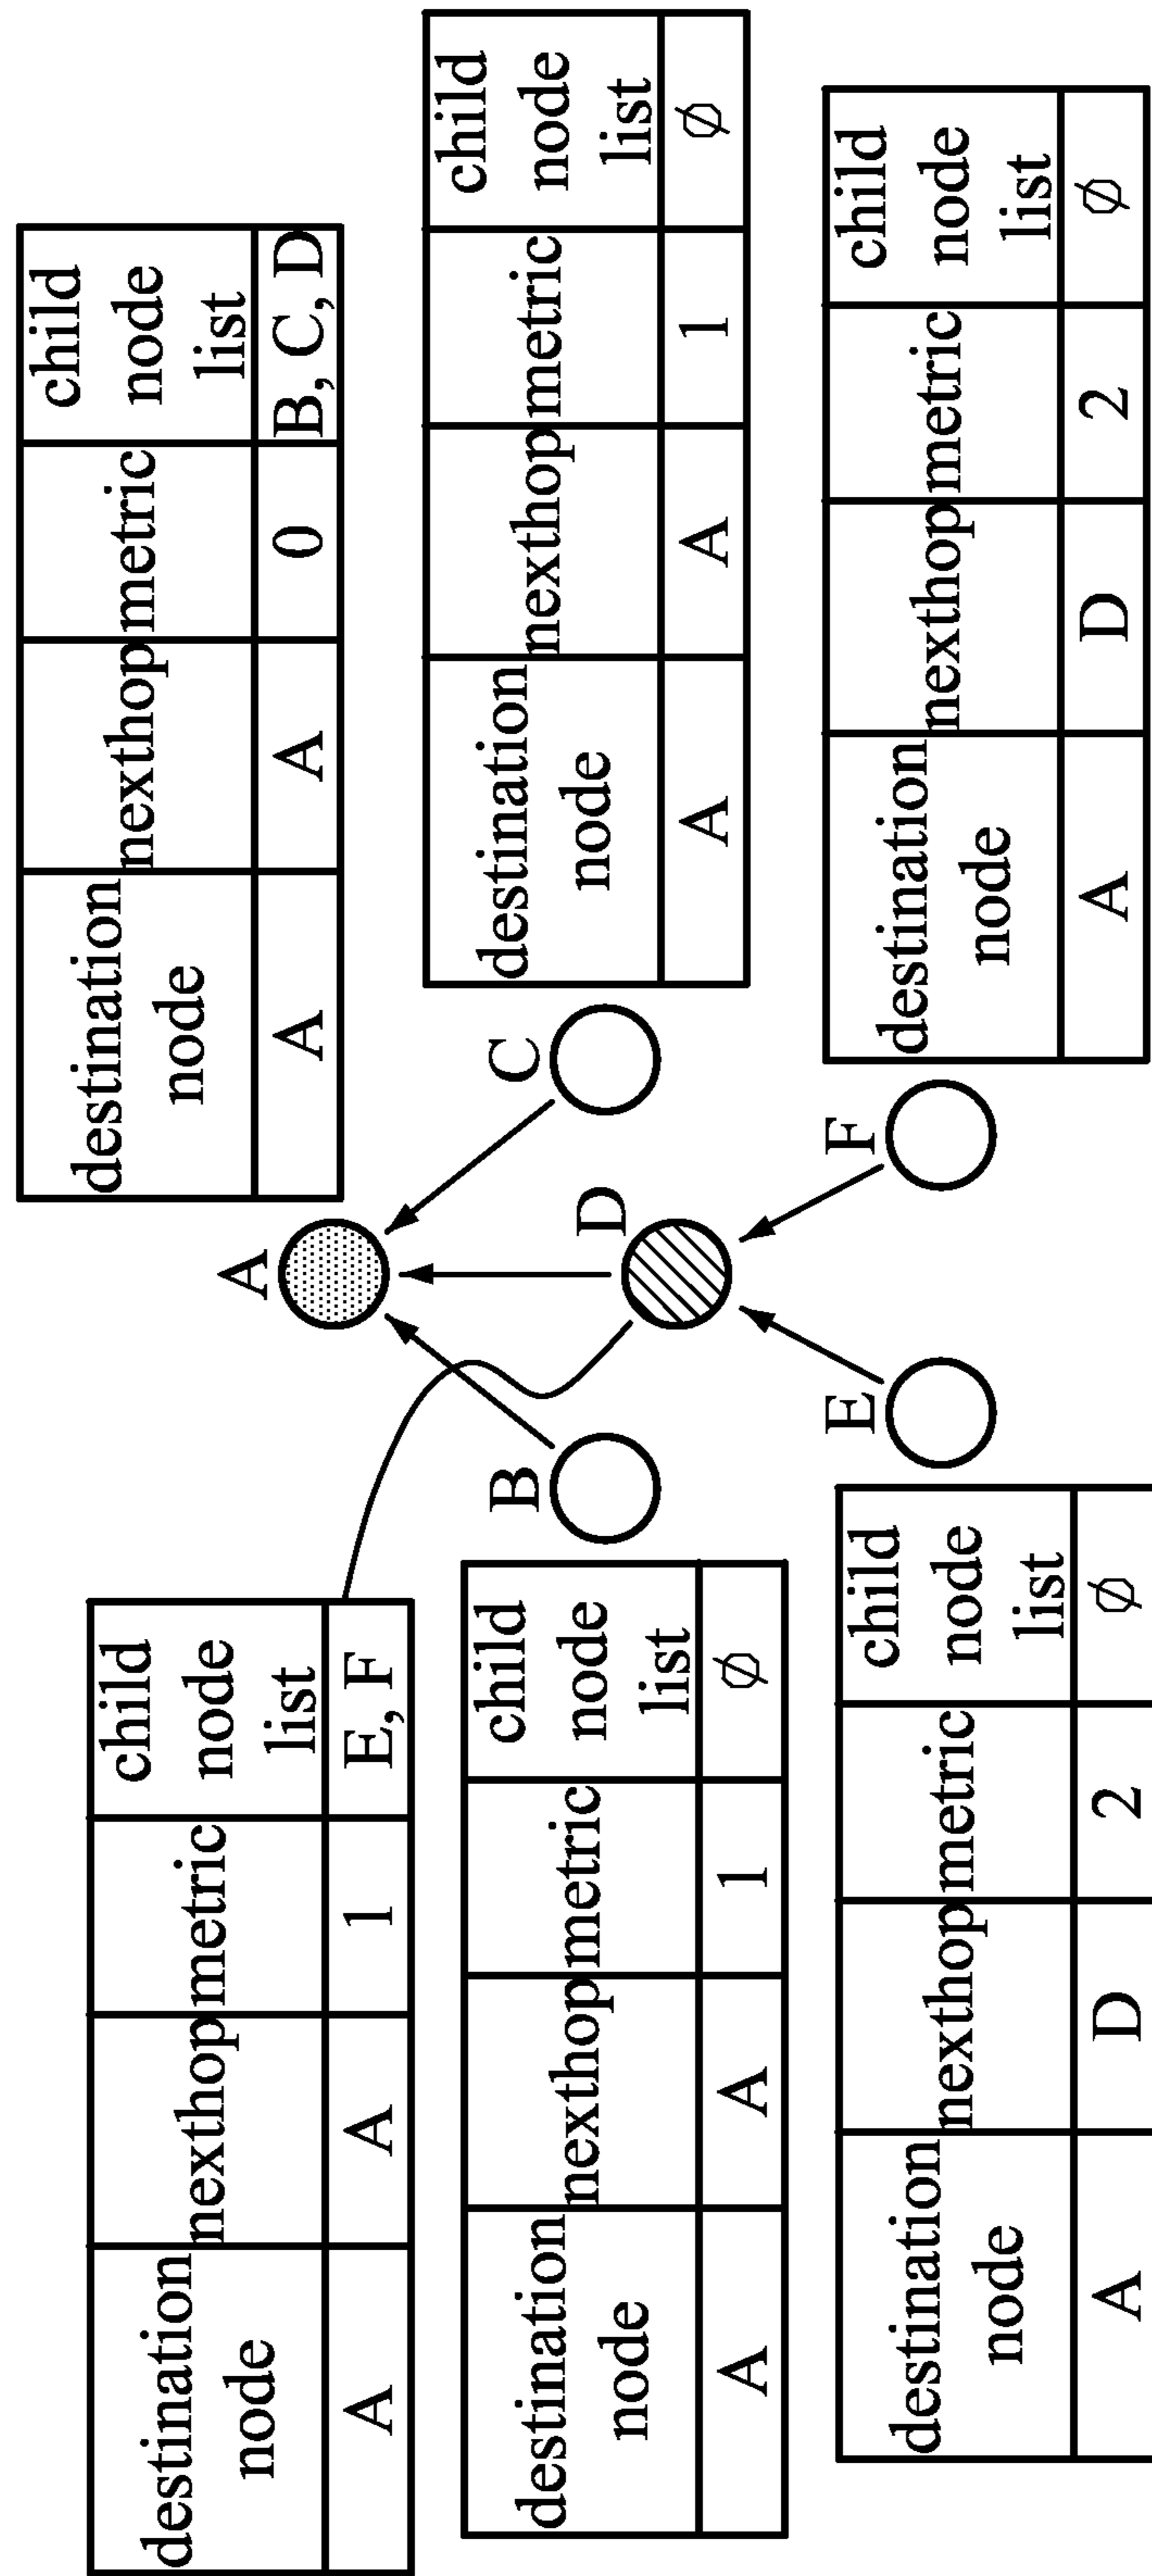 destination nexthop metric child
node node
list
A A 0 B, C, D
A
destination nexthop metric child
node node
list
A A 1 E, F
destination nexthop metric child
node node
list
A A 1 ∅
B
C
destination nexthop metric child
node node
list
A A 1 ∅
D
destination nexthop metric child
node node
list
A D 2 ∅
E
F
destination nexthop metric child
node node
list
A D 2 ∅